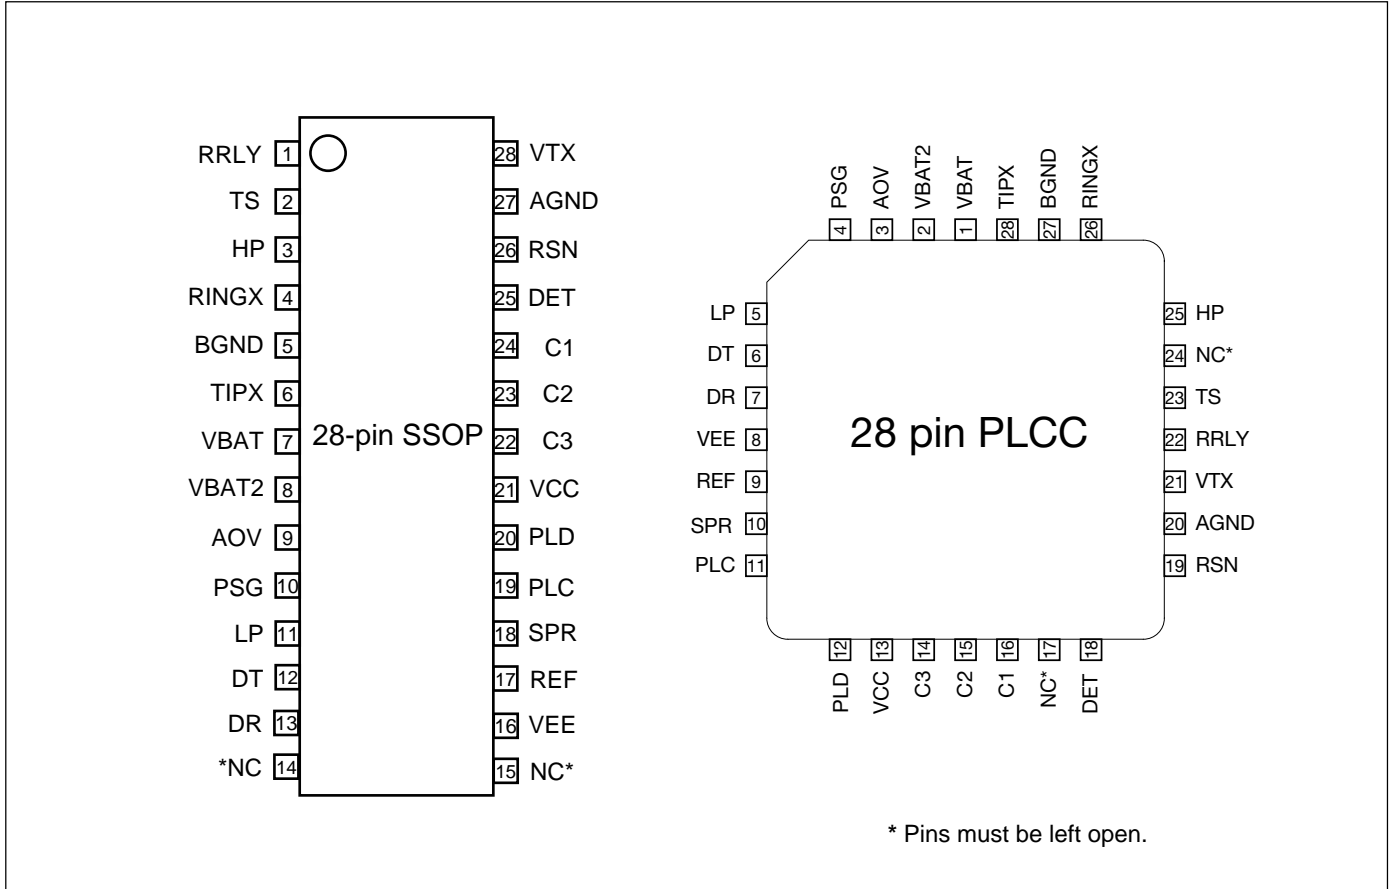 RRLY 1
TS 2
HP 3
RINGX 4
BGND 5
TIPX 6
VBAT 7
VBAT2 8
AOV 9
PSG 10
LP 11
DT 12
DR 13
*NC 14
28-pin SSOP
28 VTX
27 AGND
26 RSN
25 DET
24 C1
23 C2
22 C3
21 VCC
20 PLD
19 PLC
18 SPR
17 REF
16 VEE
15 NC*
PSG 4
AOV 3
VBAT2 2
VBAT 1
TIPX 28
BGND 27
RINGX 26
LP 5
DT 6
DR 7
VEE 8
REF 9
SPR 10
PLC 11
28 pin PLCC
25 HP
24 NC*
23 TS
22 RRLY
21 VTX
20 AGND
19 RSN
PLD 12
VCC 13
C3 14
C2 15
C1 16
NC* 17
DET 18
* Pins must be left open.